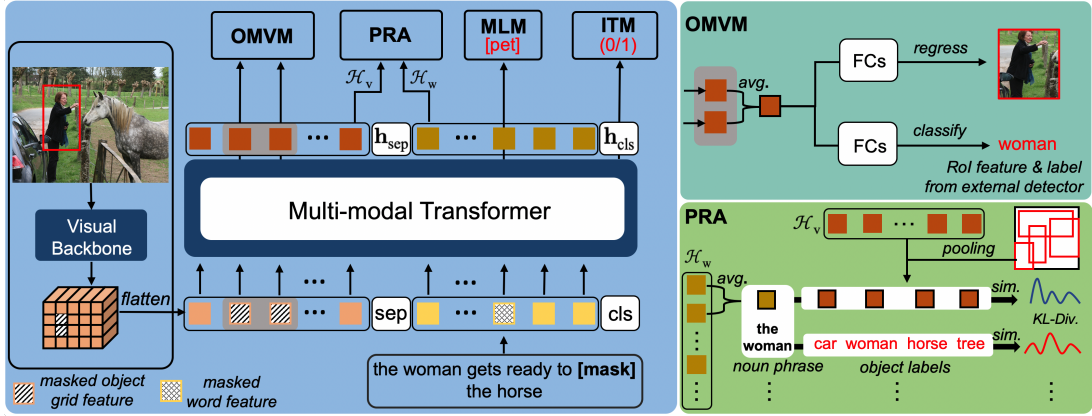 OMVM
PRA
MLM
[pet]
ITM
(0/1)
ℋv
ℋw
hsep
hcls
Multi-modal Transformer
Visual
Backbone
flatten
sep
cls
the woman gets ready to [mask]
the horse
masked object
grid feature
masked
word feature
OMVM
avg.
FCs
regress
FCs
classify
woman
RoI feature & label
from external detector
PRA
ℋv
pooling
ℋw
avg.
sim.
KL-Div.
the
woman
car woman horse tree
sim.
noun phrase
object labels